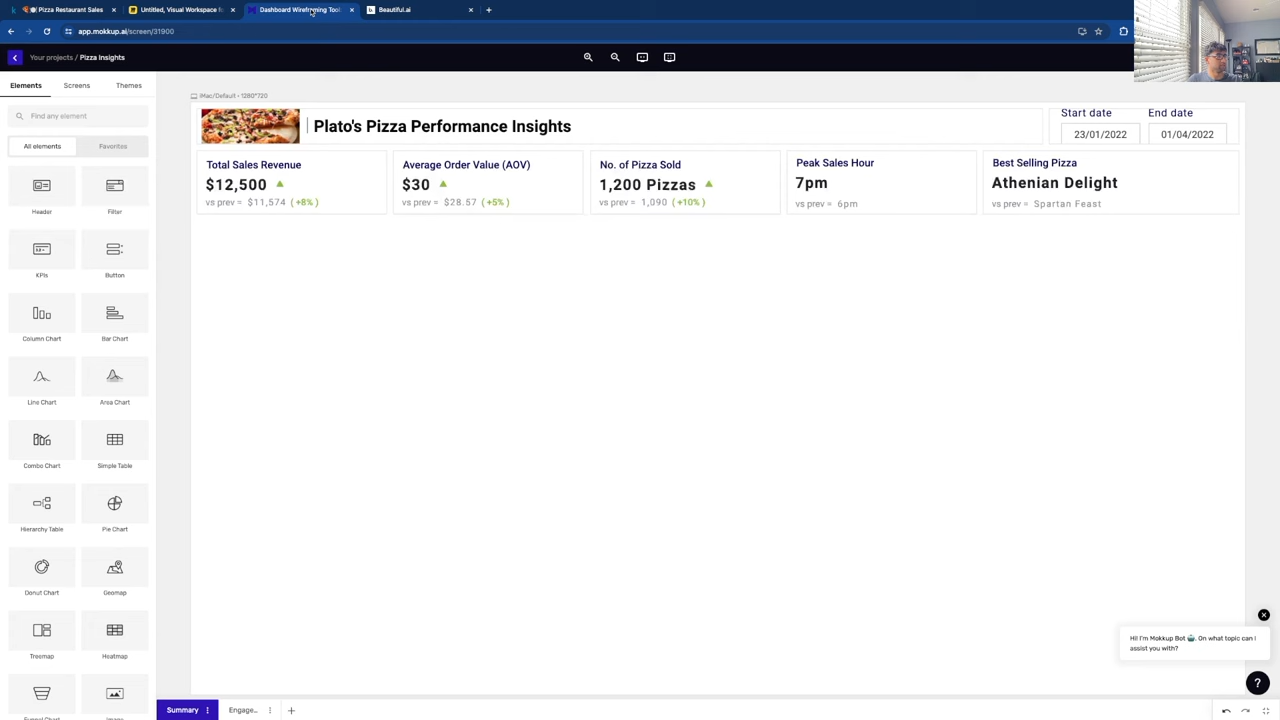 Pizza Restaurant Sales
Untitled, Visual Workspace f
Dashboard Wireframing Tool:
Beautiful.ai
app.mokkup.ai/screen/31900
Your projects / Pizza Insights
Elements
Screens
Themes
Find any element
All elements
Favorites
Header
Filter
KPIs
Button
Column Chart
Bar Chart
Line Chart
Area Chart
Combo Chart
Simple Table
Hierarchy Table
Pie Chart
Donut Chart
Geomap
Treemap
Heatmap
Funnel Chart
Image
iMac/Default • 1280*720
Plato's Pizza Performance Insights
Start date
End date
23/01/2022
01/04/2022
Total Sales Revenue
$12,500
vs prev = $11,574 (+8%)
Average Order Value (AOV)
$30
vs prev = $28.57 (+5%)
No. of Pizza Sold
1,200 Pizzas
vs prev = 1,090 (+10%)
Peak Sales Hour
7pm
vs prev = 6pm
Best Selling Pizza
Athenian Delight
vs prev = Spartan Feast
Hi! I'm Mokkup Bot 🤖. On what topic can I
assist you with?
?
Summary
Engage...